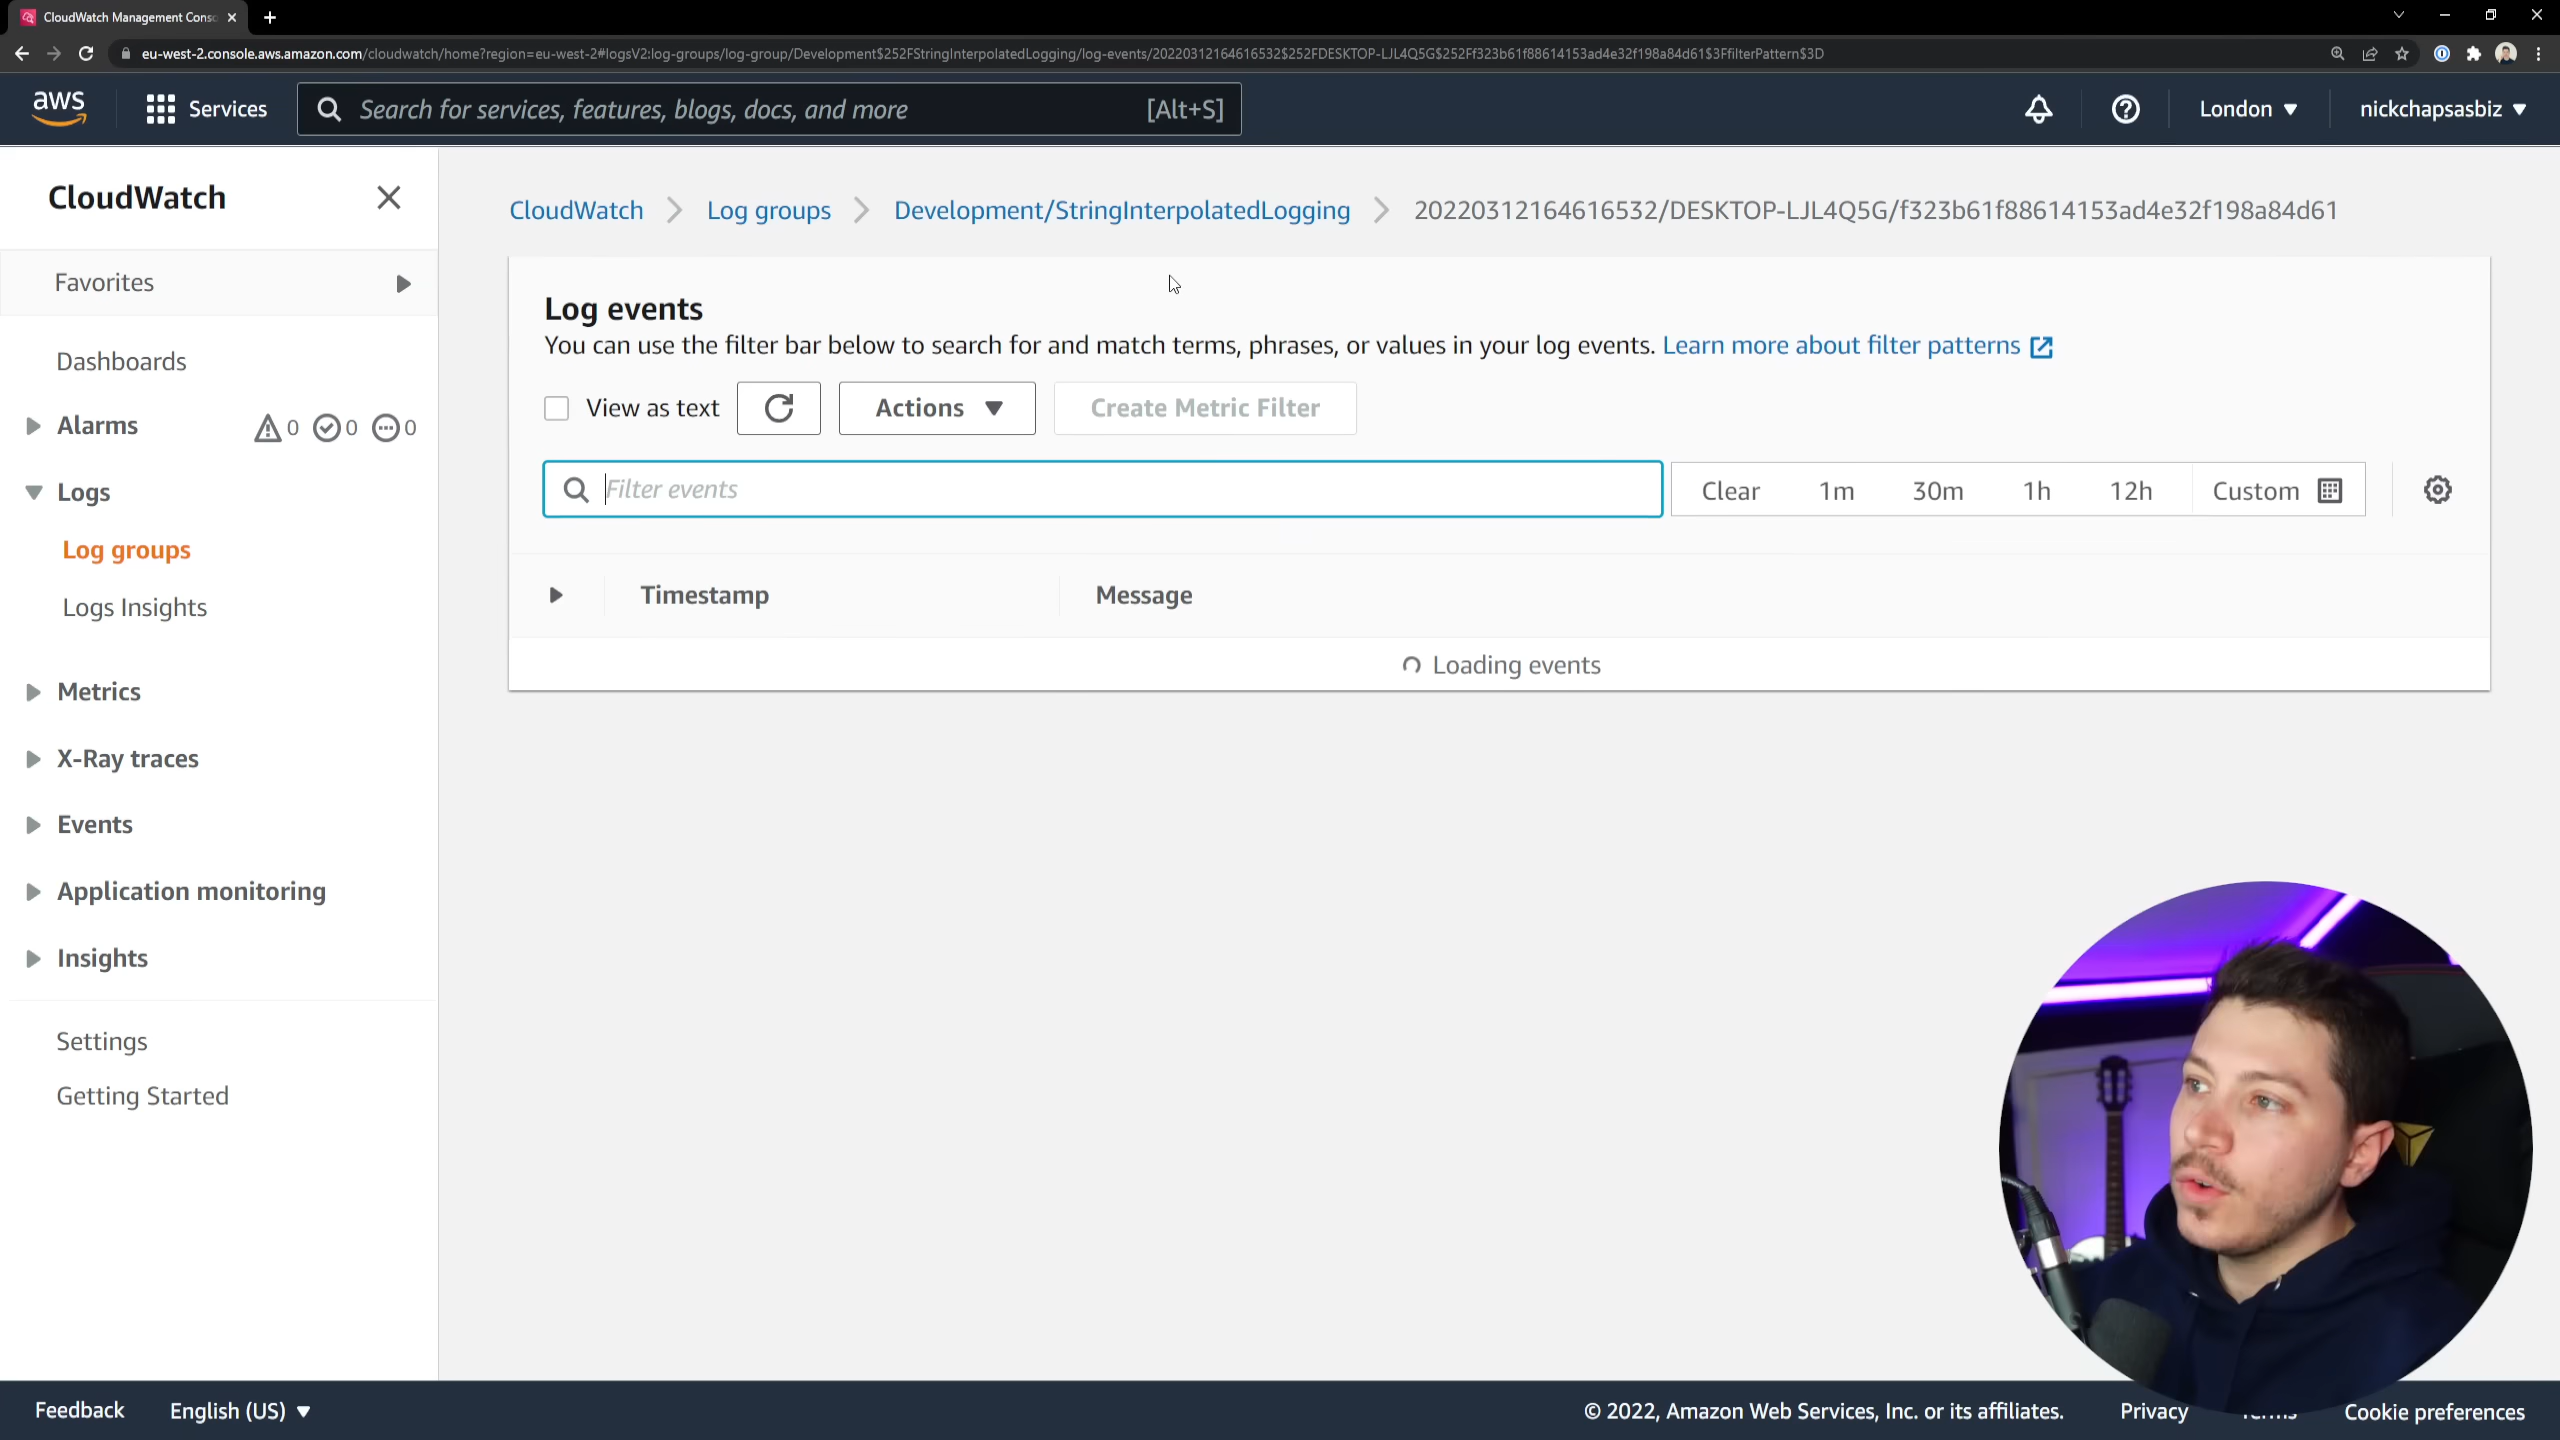 CloudWatch Management Conso
eu-west-2.console.aws.amazon.com/cloudwatch/home?region=eu-west-2#logsV2:log-groups/log-group/Development$252FStringInterpolatedLogging/log-events/20220312164616532$252FDESKTOP-LJL4Q5G$252Ff323b61f88614153ad4e32f198a84d61$3FfilterPattern$3D
aws
Services
Search for services, features, blogs, docs, and more
[Alt+S]
London
nickchapsasbiz
CloudWatch
Favorites
Dashboards
Alarms 0 0 0
Logs
Log groups
Logs Insights
Metrics
X-Ray traces
Events
Application monitoring
Insights
Settings
Getting Started
CloudWatch
Log groups
Development/StringInterpolatedLogging
20220312164616532/DESKTOP-LJL4Q5G/f323b61f88614153ad4e32f198a84d61
Log events
You can use the filter bar below to search for and match terms, phrases, or values in your log events. Learn more about filter patterns
View as text
Actions
Create Metric Filter
Filter events
Clear 1m 30m 1h 12h Custom
Timestamp Message
Loading events
Feedback
English (US)
© 2022, Amazon Web Services, Inc. or its affiliates.
Privacy
Cookie preferences